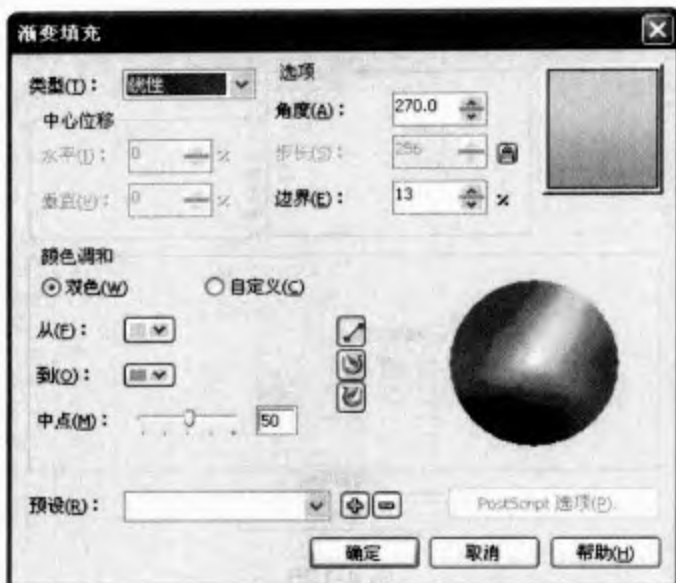 渐变填充
类型(T)： 线性
选项
角度(A)： 270.0
中心位移
水平(I)： 0 %
步长(S)： 256
垂直(V)： 0 %
边界(E)： 13 %
颜色调和
双色(W) 自定义(C)
从(F)：
到(O)：
中点(M)： 50
预设(R)：
PostScript 选项(P).
确定 取消 帮助(H)